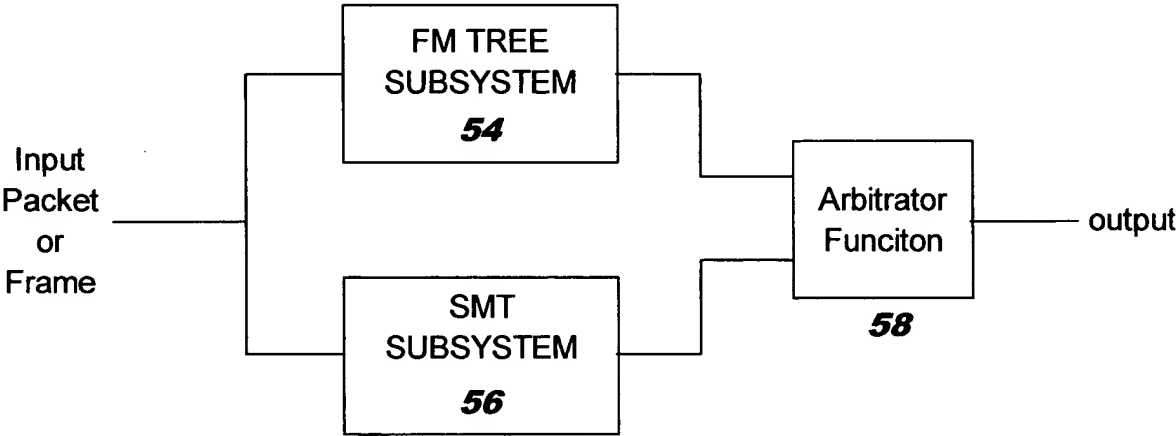 Input
Packet
or
Frame
FM TREE
SUBSYSTEM
54
SMT
SUBSYSTEM
56
Arbitrator
Funciton
58
output